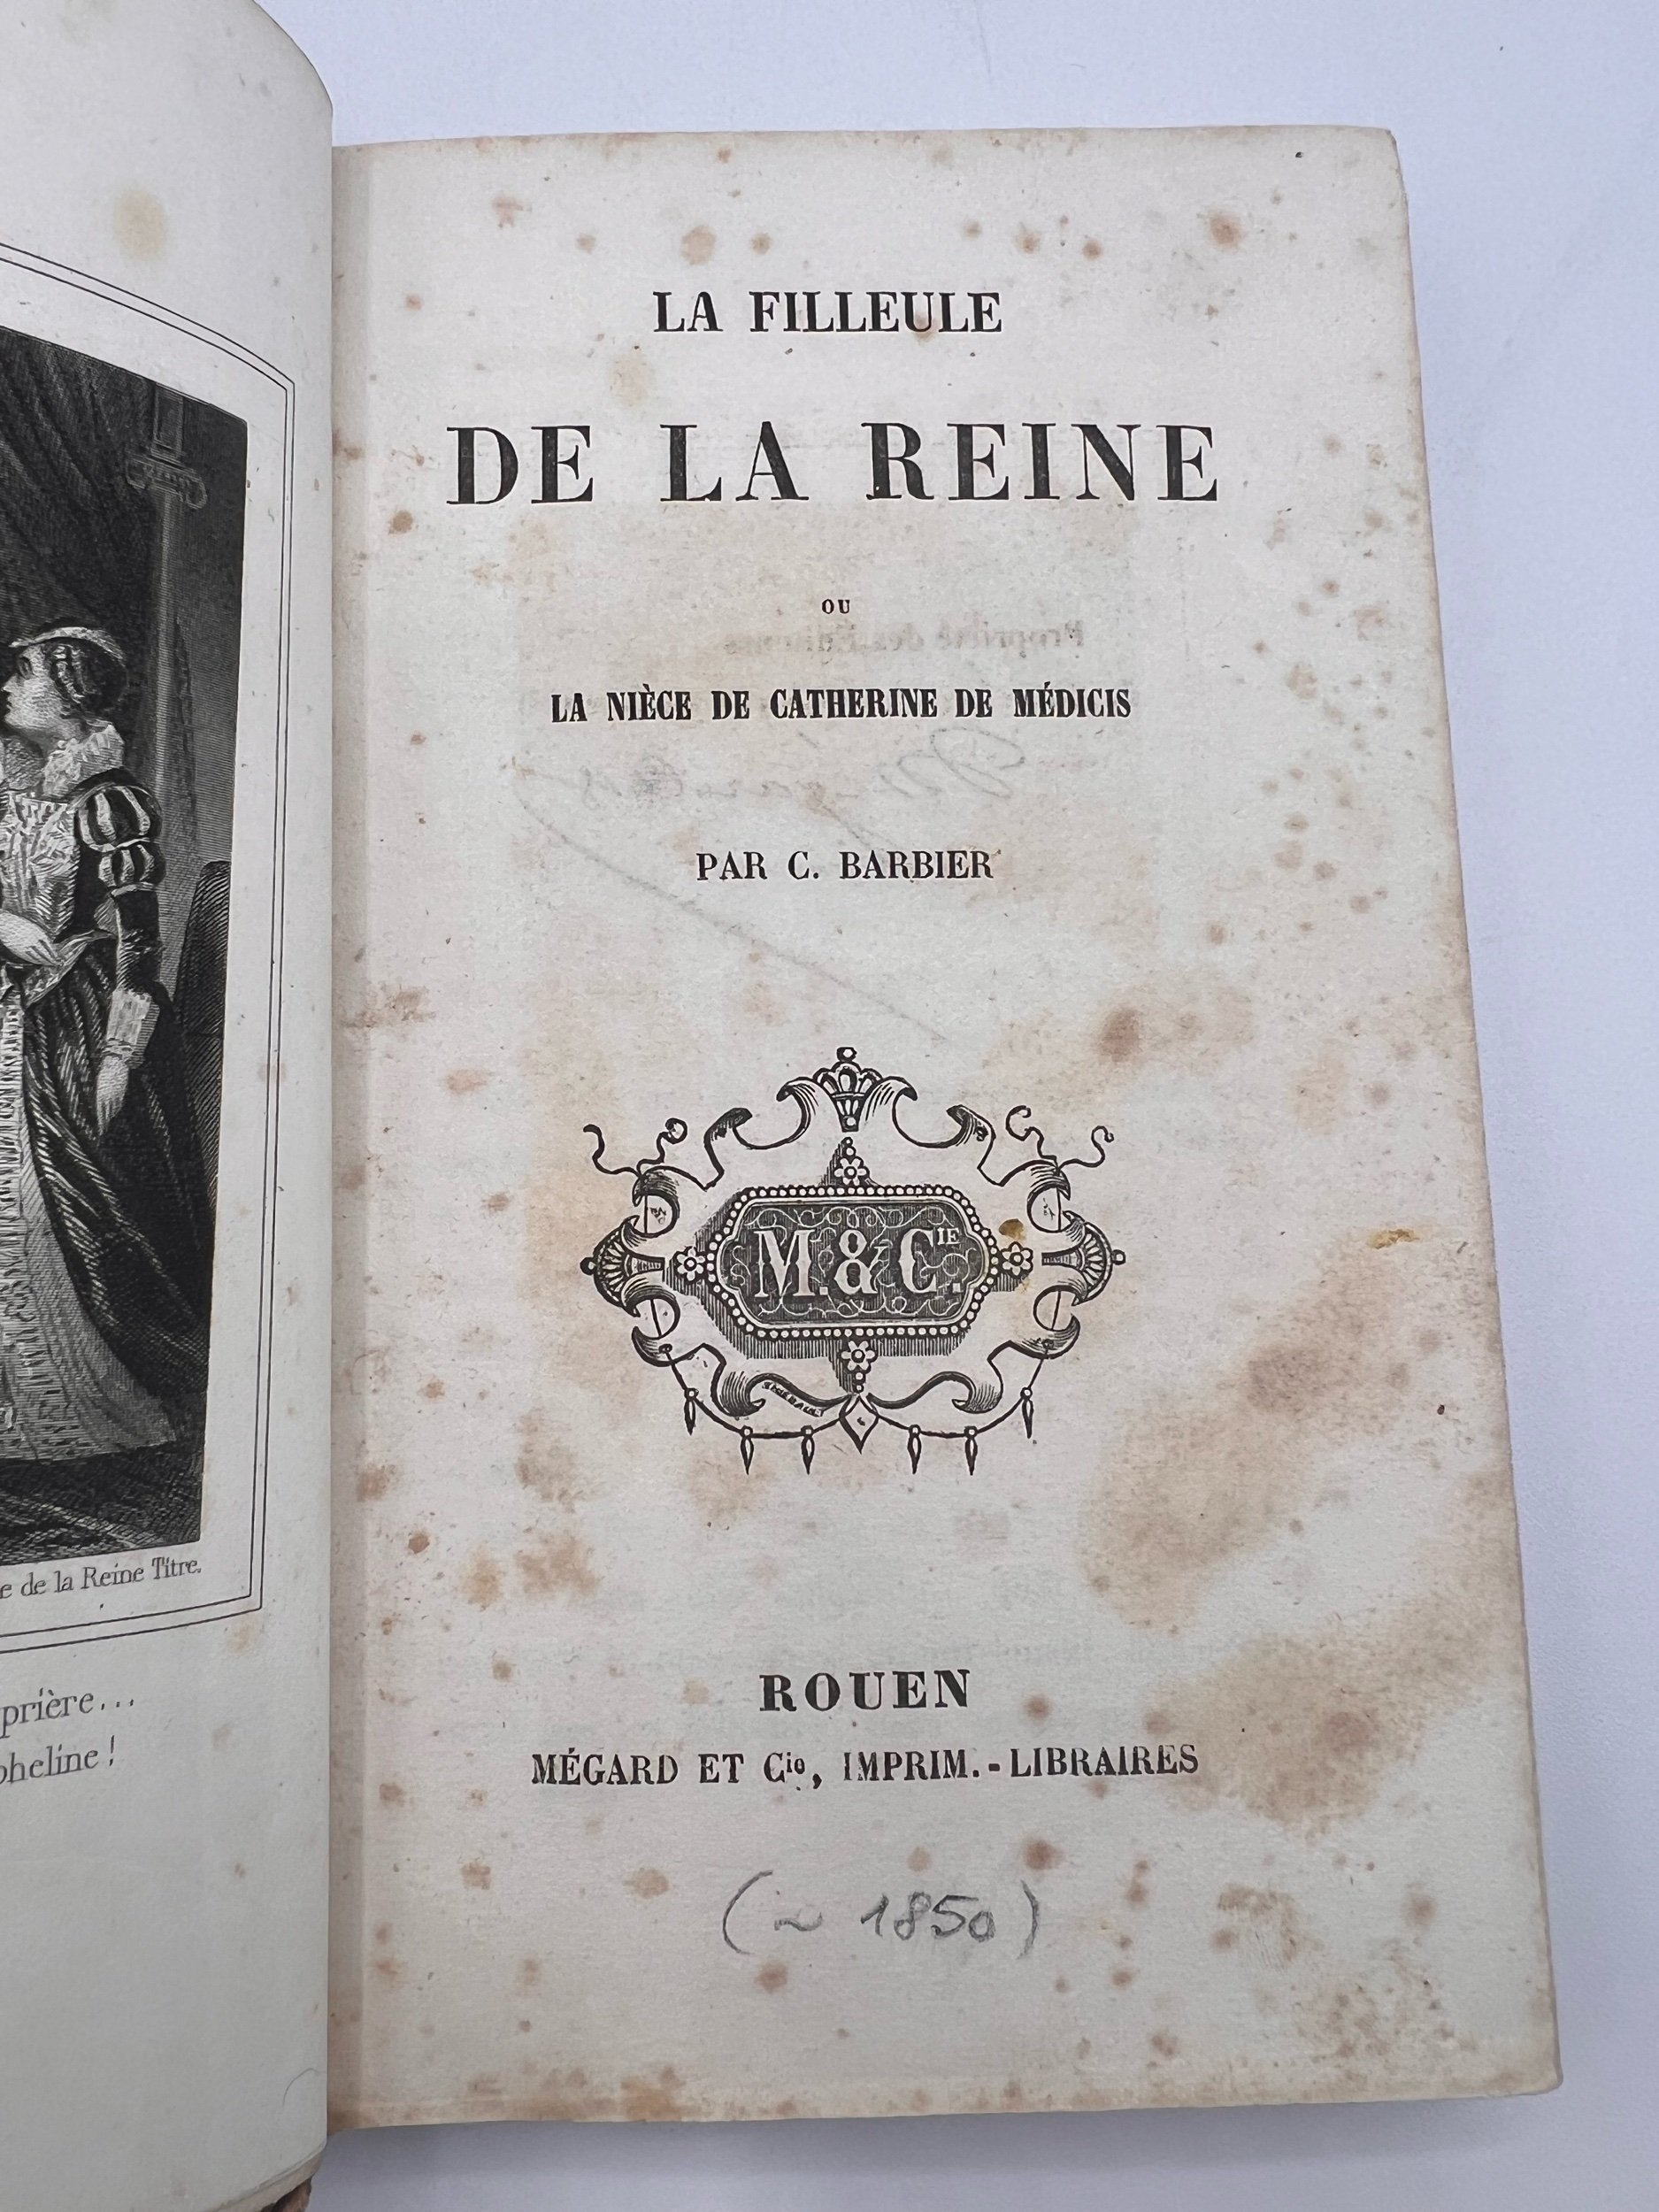 de la Reine Titre.
prière...
LA FILLEULE
DE LA REINE
OU
LA NIÈCE DE CATHERINE DE MÉDICIS
PAR C. BARBIER
M. & CIE.
ROUEN
MÉGARD ET Cie, IMPRIM.-LIBRAIRES
(~ 1850)